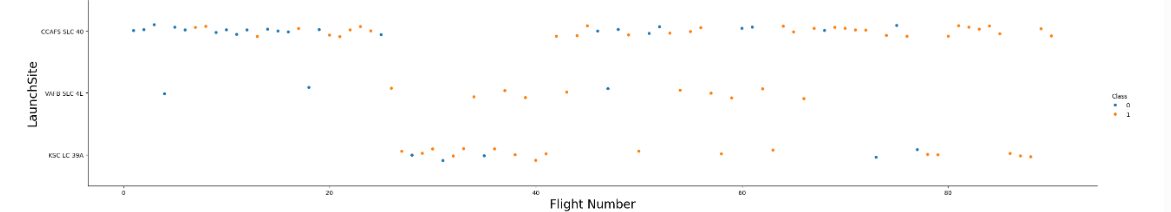 LaunchSite
CCAFS SLC 40
VAFB SLC 4E
KSC LC 39A
0 20 40 60 80
Flight Number
Class
0
1